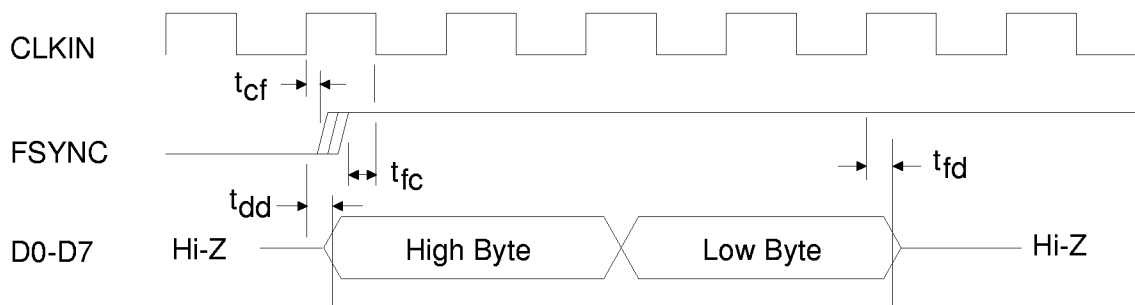 CLKIN
tcf
FSYNC
tfc
tfd
tdd
D0-D7
Hi-Z
High Byte
Low Byte
Hi-Z